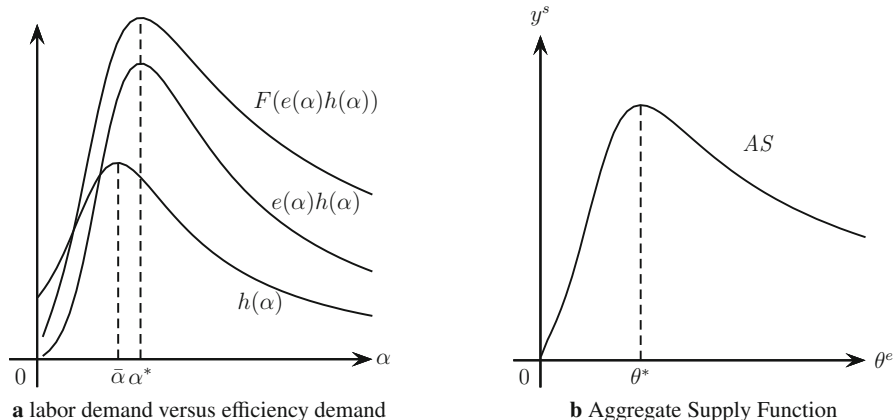 y^s
F(e(α)h(α))
AS
e(α)h(α)
h(α)
0 ᾱ α* α
0 θ* θ^e
a labor demand versus efficiency demand
b Aggregate Supply Function